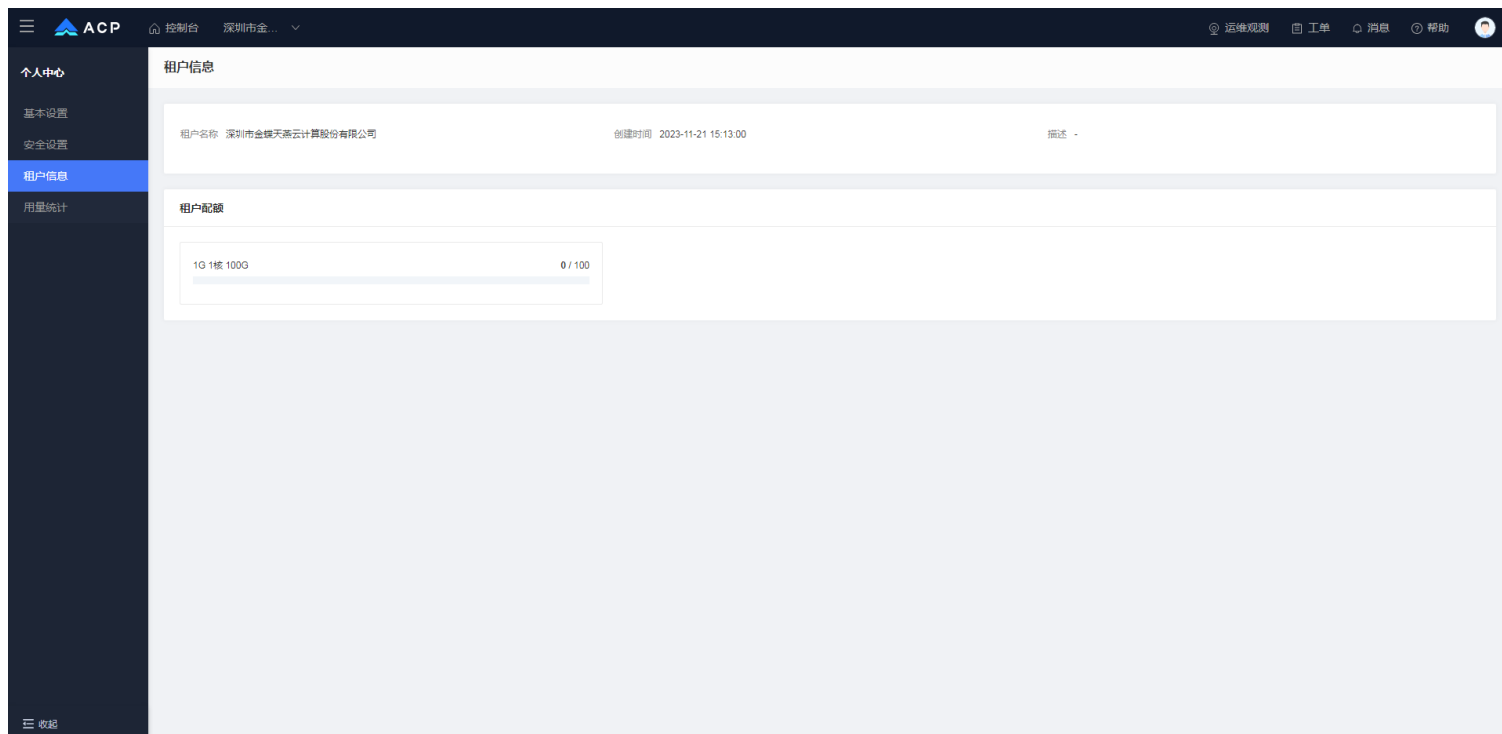 ACP 控制台 深圳市金... 运维观测 工单 消息 帮助
个人中心
基本设置
安全设置
租户信息
用量统计
收起
租户信息
租户名称 深圳市金蝶天燕云计算股份有限公司 创建时间 2023-11-21 15:13:00 描述 -
租户配额
1G 1核 100G 0 / 100